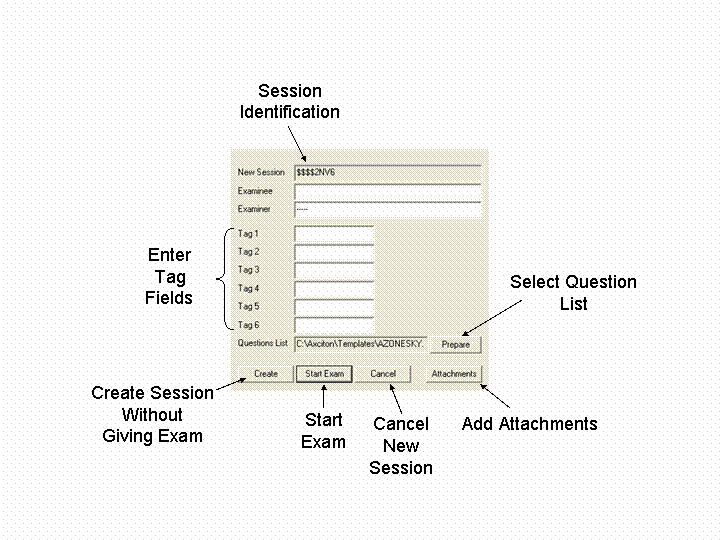 Session
Identification
New Session $$$$2NV6
Examinee
Examiner -----
Tag 1
Tag 2
Tag 3
Tag 4
Tag 5
Tag 6
Enter
Tag
Fields
Select Question
List
Questions List C:\Axciton\Templates\AZONESKY. Prepare
Create Start Exam Cancel Attachments
Create Session
Without
Giving Exam
Start
Exam
Cancel
New
Session
Add Attachments